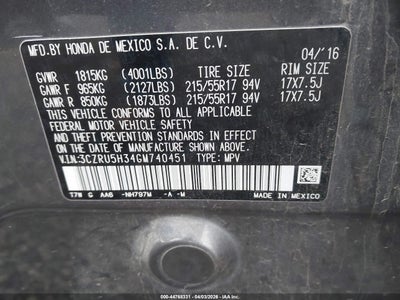 MFD.BY HONDA DE MEXICO S.A. DE C.V.
04/'16
GVWR 1815KG (4001LBS) TIRE SIZE RIM SIZE
GAWR F 965KG (2127LBS) 215/55R17 94V 17X7.5J
GAWR R 850KG (1873LBS) 215/55R17 94V 17X7.5J
THIS VEHICLE CONFORMS TO ALL APPLICABLE
FEDERAL MOTOR VEHICLE SAFETY, BUMPER,
AND THEFT PREVENTION STANDARDS IN EFFECT ON
THE DATE OF MANUFACTURE SHOWN ABOVE.
V.I.N:3CZRU5H34GM740451 TYPE: MPV
T7W G AA6 -NH797M -A -M
MADE IN MEXICO
000-44768331 - 04/03/2026 -